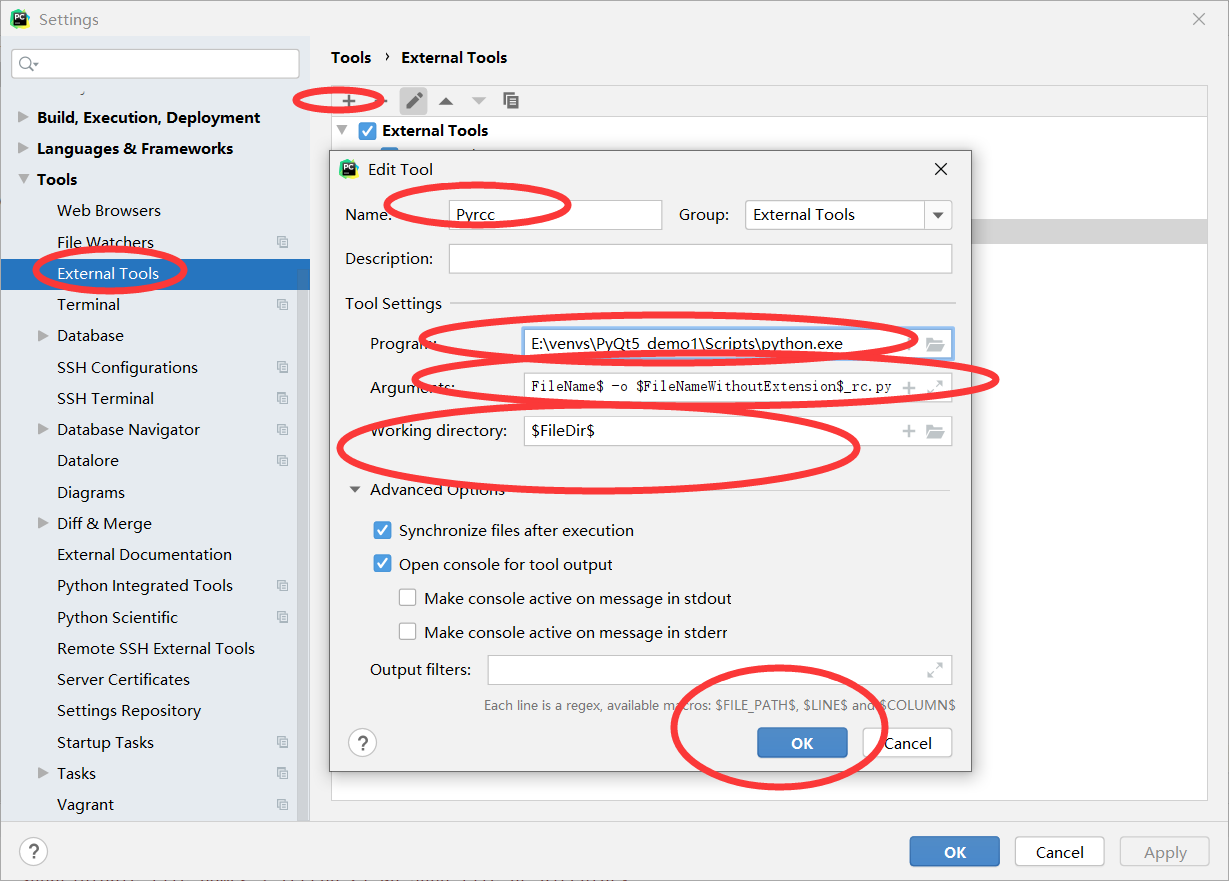 Settings
Tools › External Tools
Build, Execution, Deployment
External Tools
Languages & Frameworks
Edit Tool
Tools
Web Browsers
Name: Pyrcc Group: External Tools
File Watchers
Description:
External Tools
Terminal
Tool Settings
Database
Program: E:\venvs\PyQt5_demo1\Scripts\python.exe
SSH Configurations
Arguments: FileName$ -o $FileNameWithoutExtension$_rc.py
SSH Terminal
Database Navigator
Working directory: $FileDir$
Datalore
Diagrams
Advanced Options
Diff & Merge
Synchronize files after execution
External Documentation
Open console for tool output
Python Integrated Tools
Make console active on message in stdout
Python Scientific
Make console active on message in stderr
Remote SSH External Tools
Output filters:
Server Certificates
Each line is a regex, available macros: $FILE_PATH$, $LINE$ and $COLUMN$
Settings Repository
Startup Tasks
? OK Cancel
Tasks
Vagrant
? OK Cancel Apply